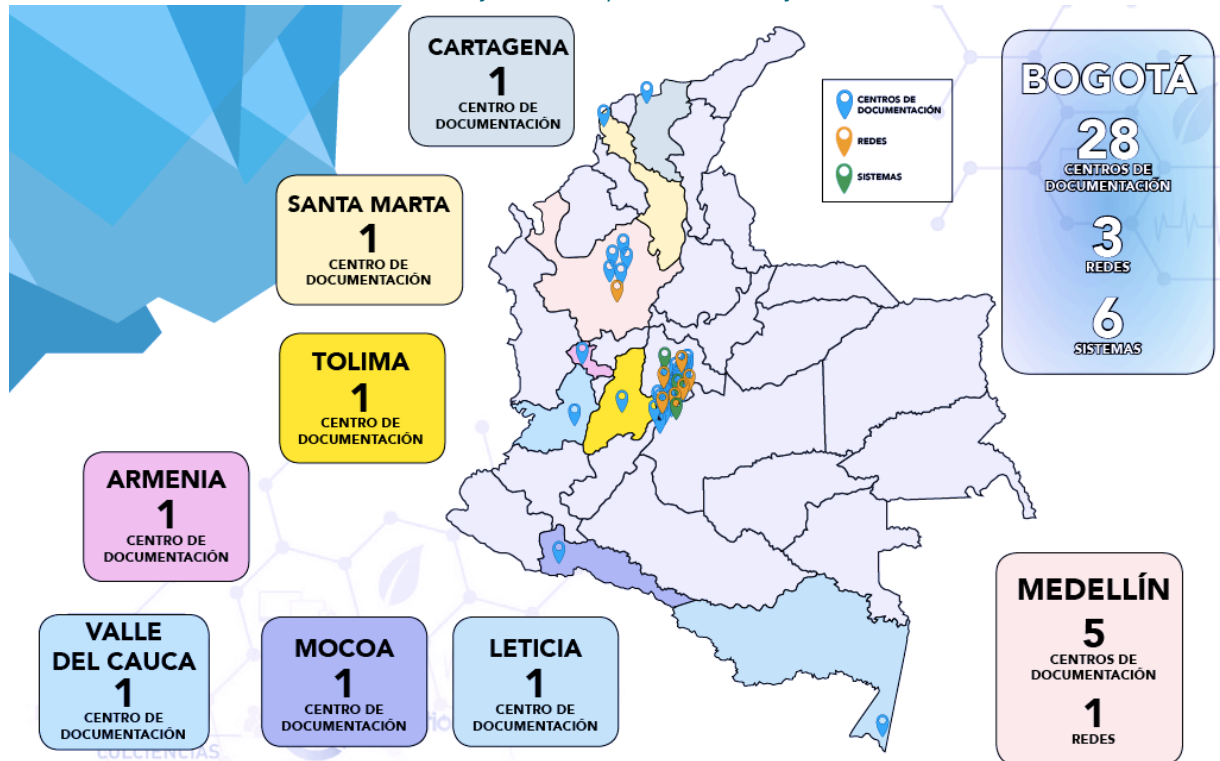 CARTAGENA
1
CENTRO DE
DOCUMENTACIÓN
CENTROS DE
DOCUMENTACIÓN
REDES
SISTEMAS
BOGOTÁ
28
CENTROS DE
DOCUMENTACIÓN
3
REDES
6
SISTEMAS
SANTA MARTA
1
CENTRO DE
DOCUMENTACIÓN
TOLIMA
1
CENTRO DE
DOCUMENTACIÓN
ARMENIA
1
CENTRO DE
DOCUMENTACIÓN
VALLE
DEL CAUCA
1
CENTRO DE
DOCUMENTACIÓN
MOCOA
1
CENTRO DE
DOCUMENTACIÓN
LETICIA
1
CENTRO DE
DOCUMENTACIÓN
MEDELLÍN
5
CENTROS DE
DOCUMENTACIÓN
1
REDES
COLCIENCIAS